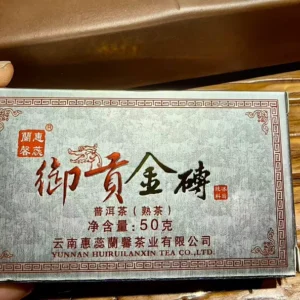 蘭馨惠蕊
御贡金磚
普洱茶（熟茶）
净含量：50克
云南惠蕊蘭馨茶业有限公司
YUNNAN HUIRUILANXIN TEA CO.,LTD